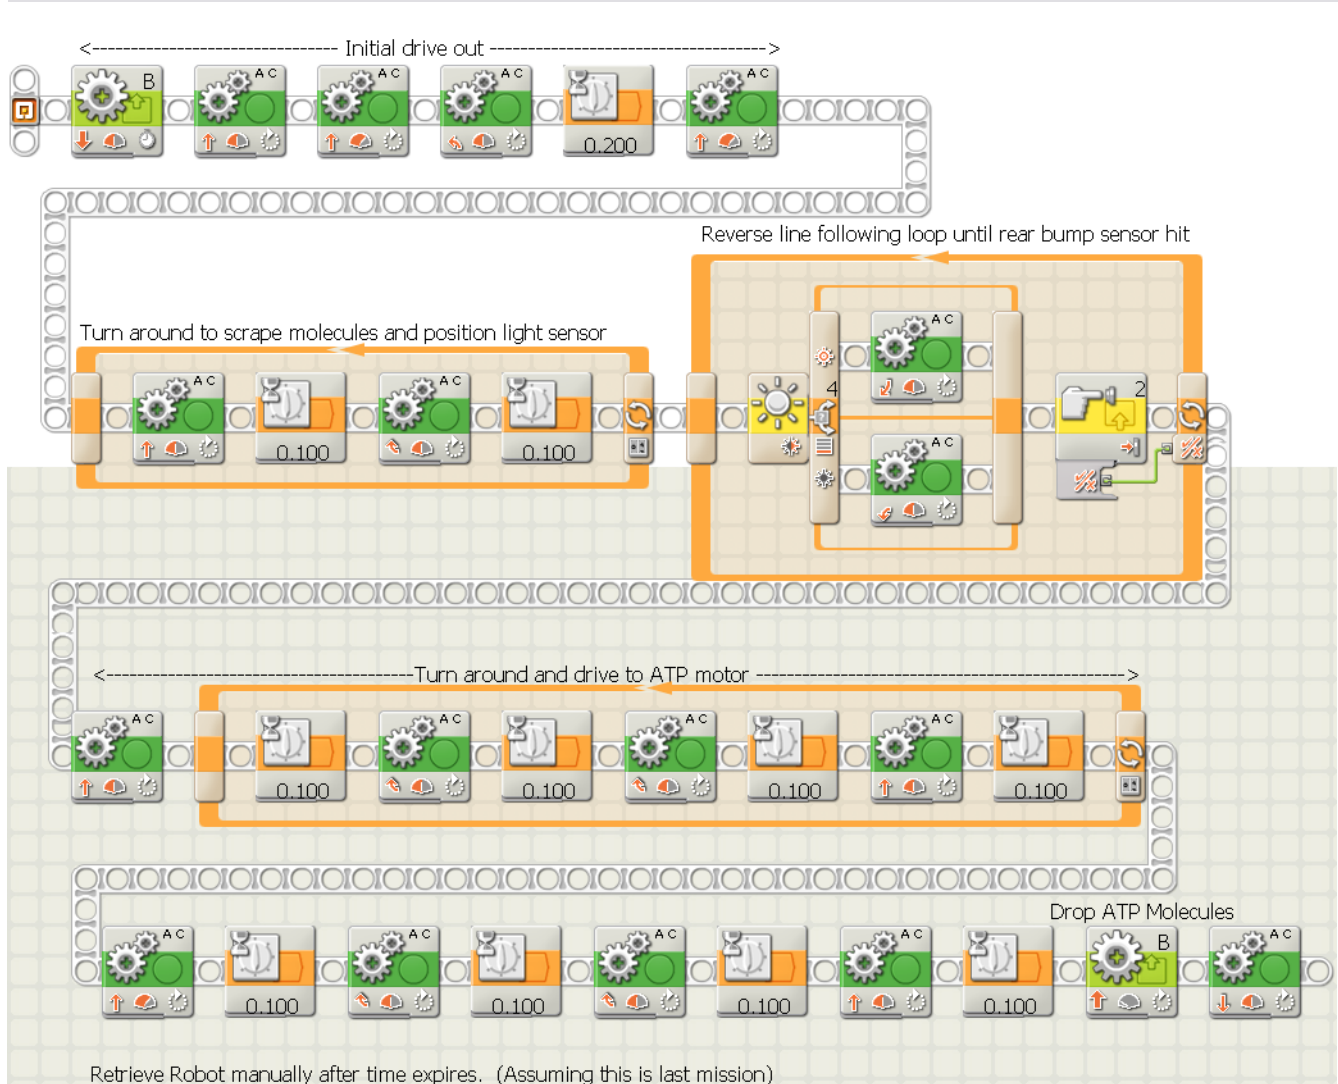 <------------------------------ Initial drive out ---------------------------------->
B A C A C A C A C
0.200
Reverse line following loop until rear bump sensor hit
Turn around to scrape molecules and position light sensor
A C
A C A C 4 2
0.100 0.100
A C
<-------------------------------------Turn around and drive to ATP motor --------------------------------------------->
A C A C A C A C
0.100 0.100 0.100 0.100
Drop ATP Molecules
A C A C A C A C B A C
0.100 0.100 0.100 0.100
Retrieve Robot manually after time expires. (Assuming this is last mission)